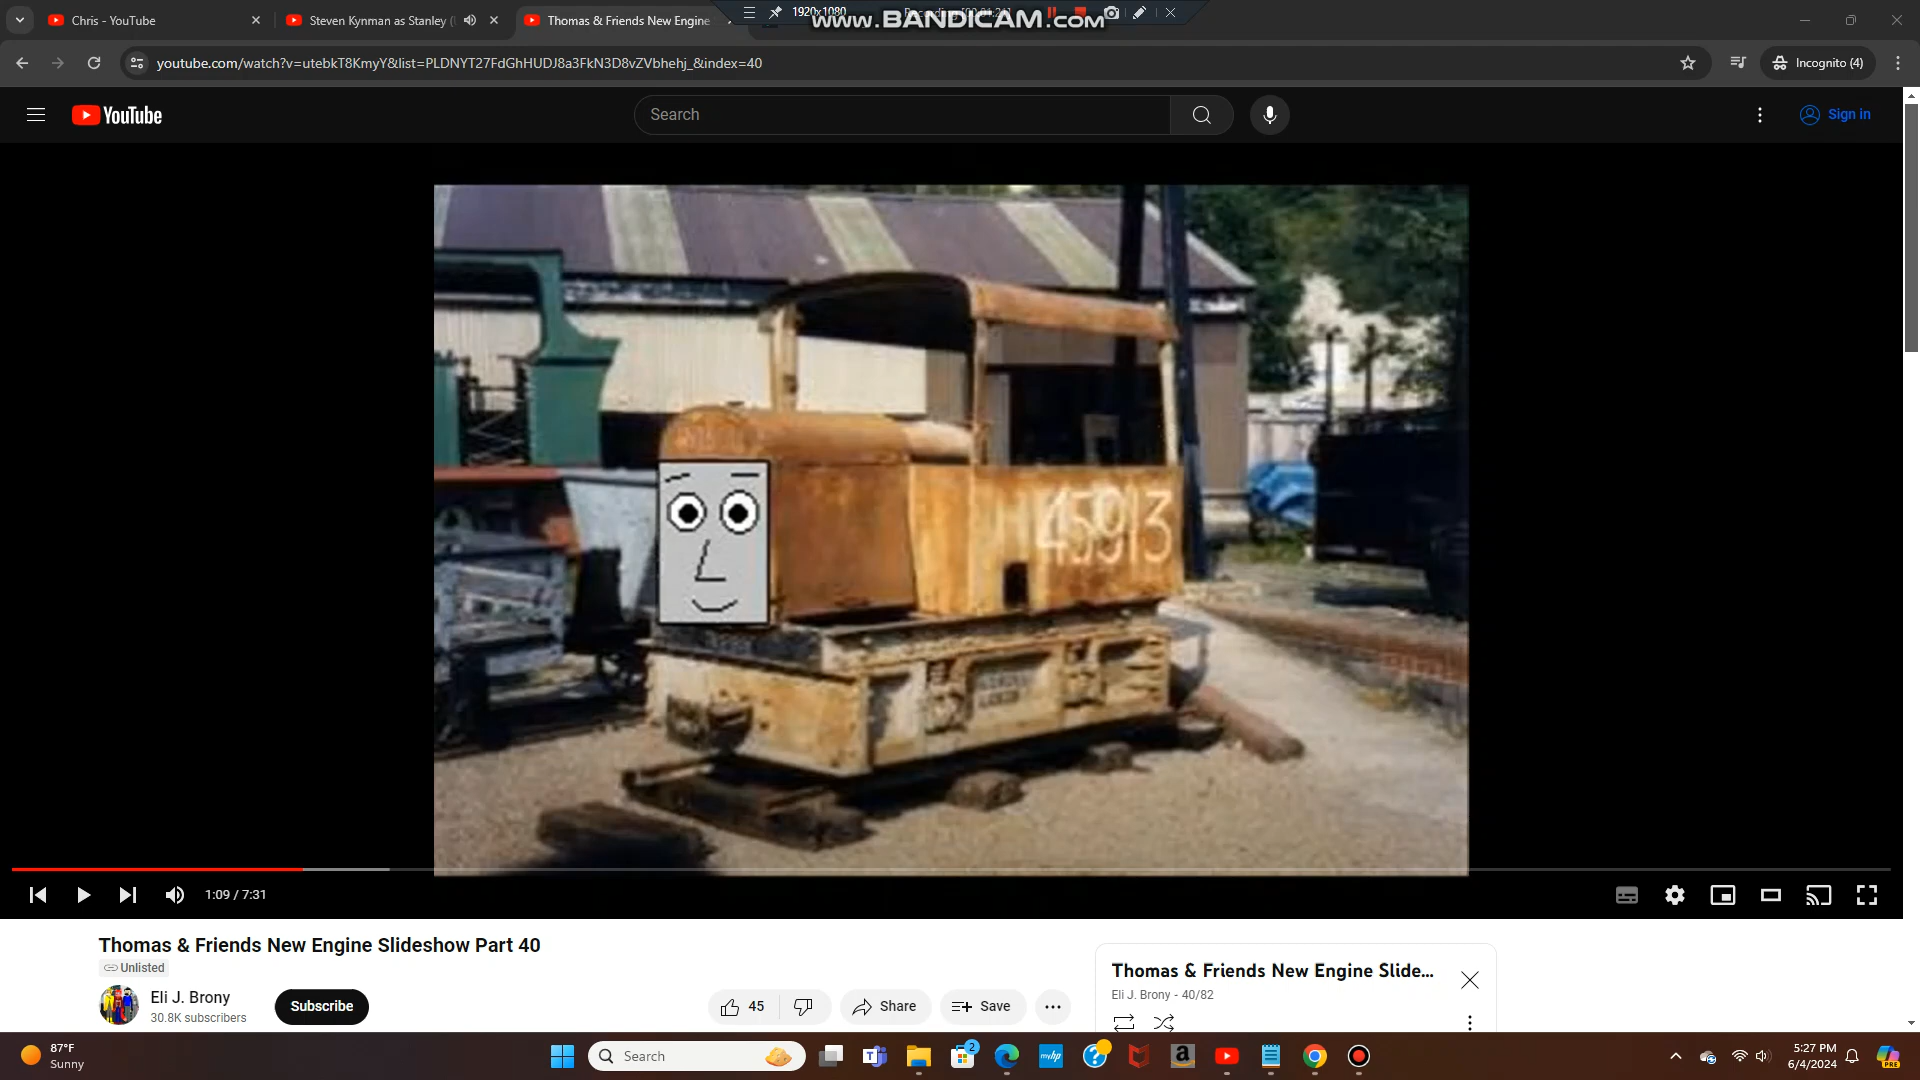 Chris - YouTube
Steven Kynman as Stanley (
Thomas & Friends New Engine
1920x1080
www.BANDICAM.com
youtube.com/watch?v=utebkT8KmyY&list=PLDNYT27FdGhHUDJ8a3FkN3D8vZVbhehj_&index=40
Incognito (4)
YouTube
Search
Sign in
45913
1:09 / 7:31
Thomas & Friends New Engine Slideshow Part 40
Unlisted
Eli J. Brony
30.8K subscribers
Subscribe
45
Share
Save
Thomas & Friends New Engine Slide...
Eli J. Brony - 40/82
87°F
Sunny
Search
2
myhp
5:27 PM
6/4/2024
PRE